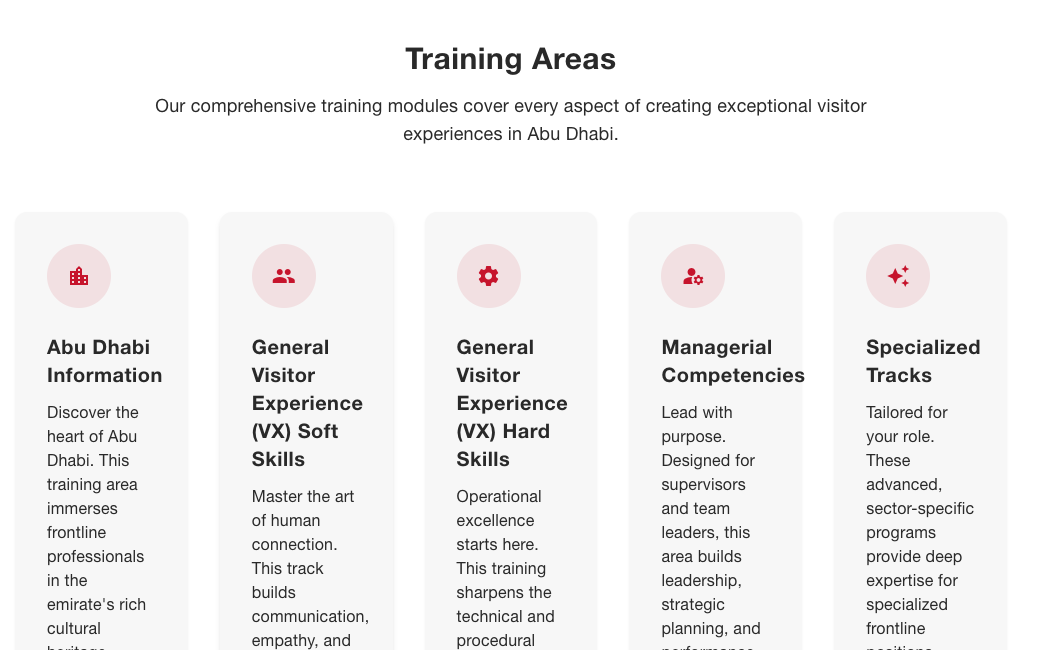 Training Areas
Our comprehensive training modules cover every aspect of creating exceptional visitor
experiences in Abu Dhabi.
Abu Dhabi
Information
Discover the
heart of Abu
Dhabi. This
training area
immerses
frontline
professionals
in the
emirate's rich
cultural
General
Visitor
Experience
(VX) Soft
Skills
Master the art
of human
connection.
This track
builds
communication,
empathy, and
General
Visitor
Experience
(VX) Hard
Skills
Operational
excellence
starts here.
This training
sharpens the
technical and
procedural
Managerial
Competencies
Lead with
purpose.
Designed for
supervisors
and team
leaders, this
area builds
leadership,
strategic
planning, and
Specialized
Tracks
Tailored for
your role.
These
advanced,
sector-specific
programs
provide deep
expertise for
specialized
frontline